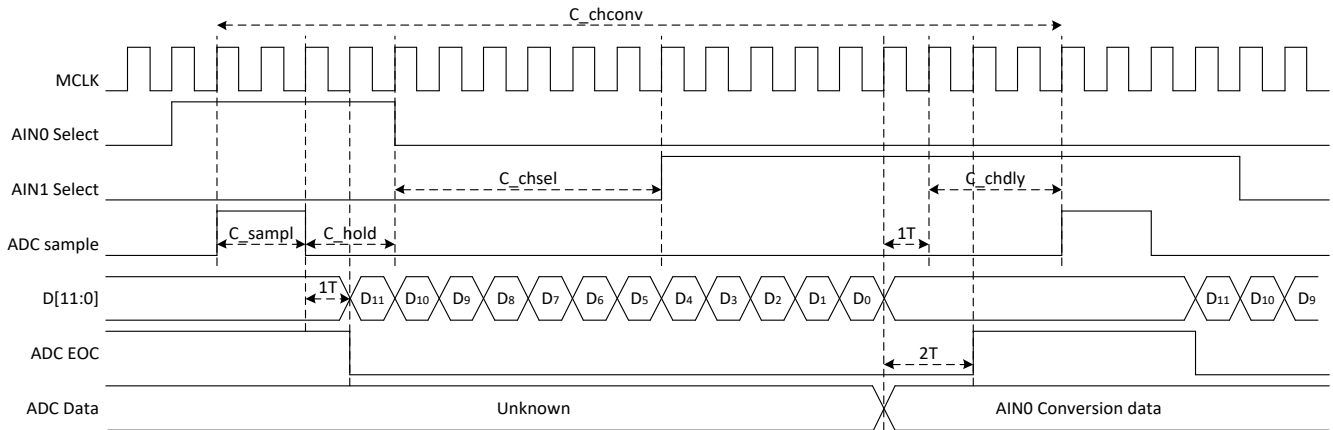 C_chconv
MCLK
AIN0 Select
AIN1 Select
C_chsel
C_chdly
ADC sample
C_sampl
C_hold
1T
D[11:0]
1T
D11 D10 D9 D8 D7 D6 D5 D4 D3 D2 D1 D0 D11 D10 D9
ADC EOC
2T
ADC Data
Unknown
AIN0 Conversion data